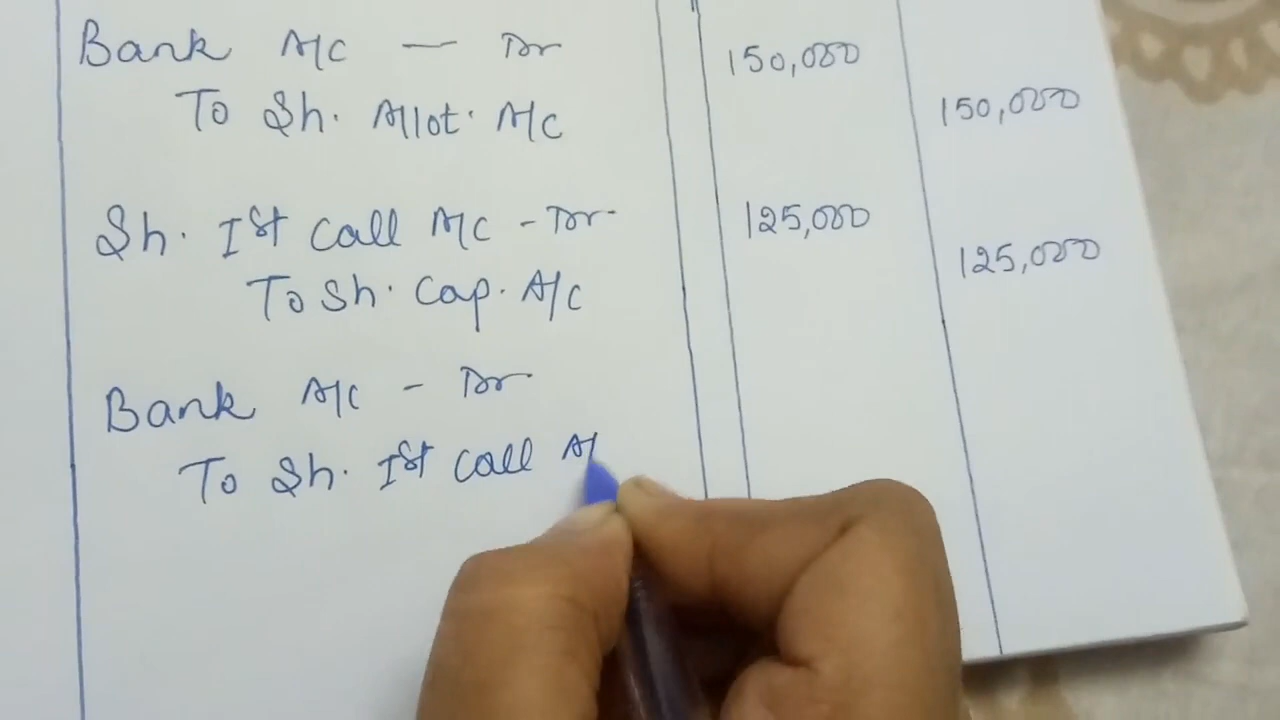 Bank A/C — Dr 150,000
To Sh. Allot. A/C 150,000
Sh. Ist Call A/C - Dr. 125,000
To Sh. Cap. A/C 125,000
Bank A/C - Dr
To Sh. Ist Call A/